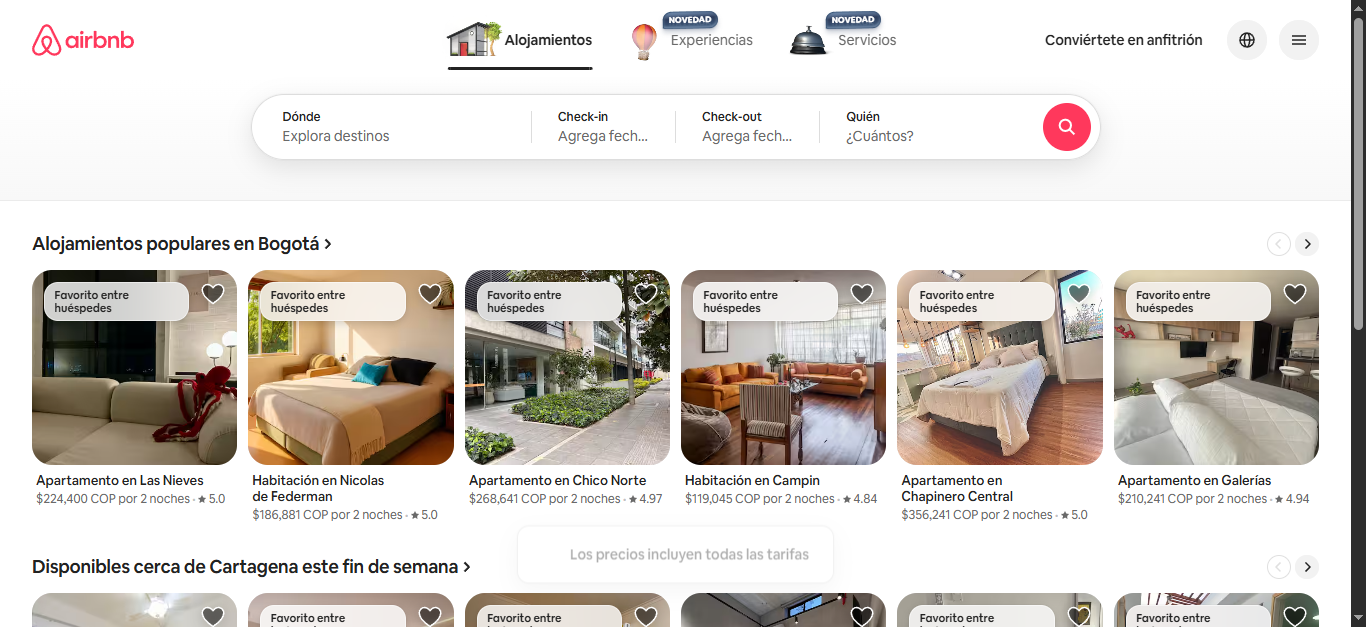 airbnb
Alojamientos
NOVEDAD
Experiencias
NOVEDAD
Servicios
Conviértete en anfitrión
Dónde
Explora destinos
Check-in
Agrega fech...
Check-out
Agrega fech...
Quién
¿Cuántos?
Alojamientos populares en Bogotá
Favorito entre
huéspedes
Favorito entre
huéspedes
Favorito entre
huéspedes
Favorito entre
huéspedes
Favorito entre
huéspedes
Favorito entre
huéspedes
Apartamento en Las Nieves
$224,400 COP por 2 noches · ★ 5.0
Habitación en Nicolas
de Federman
$186,881 COP por 2 noches · ★ 5.0
Apartamento en Chico Norte
$268,641 COP por 2 noches · ★ 4.97
Habitación en Campin
$119,045 COP por 2 noches · ★ 4.84
Apartamento en
Chapinero Central
$356,241 COP por 2 noches · ★ 5.0
Apartamento en Galerías
$210,241 COP por 2 noches · ★ 4.94
Los precios incluyen todas las tarifas
Disponibles cerca de Cartagena este fin de semana
Favorito entre
Favorito entre
Favorito entre
Favorito entre